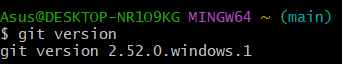 Asus@DESKTOP-NR1O9KG MINGW64 ~ (main)
$ git version
git version 2.52.0.windows.1